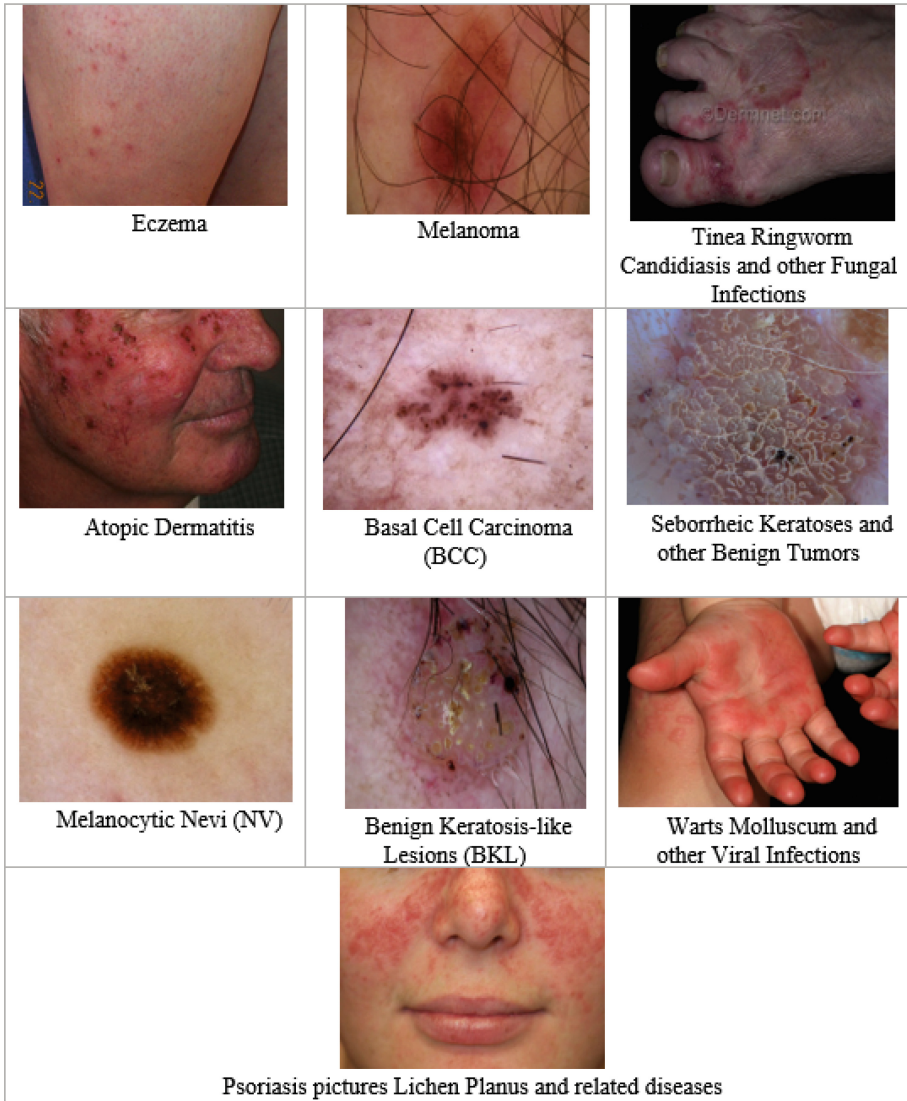 22.
Eczema
Melanoma
©Dermnet.com
Tinea Ringworm
Candidiasis and other Fungal
Infections
Atopic Dermatitis
Basal Cell Carcinoma
(BCC)
Seborrheic Keratoses and
other Benign Tumors
Melanocytic Nevi (NV)
Benign Keratosis-like
Lesions (BKL)
Warts Molluscum and
other Viral Infections
Psoriasis pictures Lichen Planus and related diseases